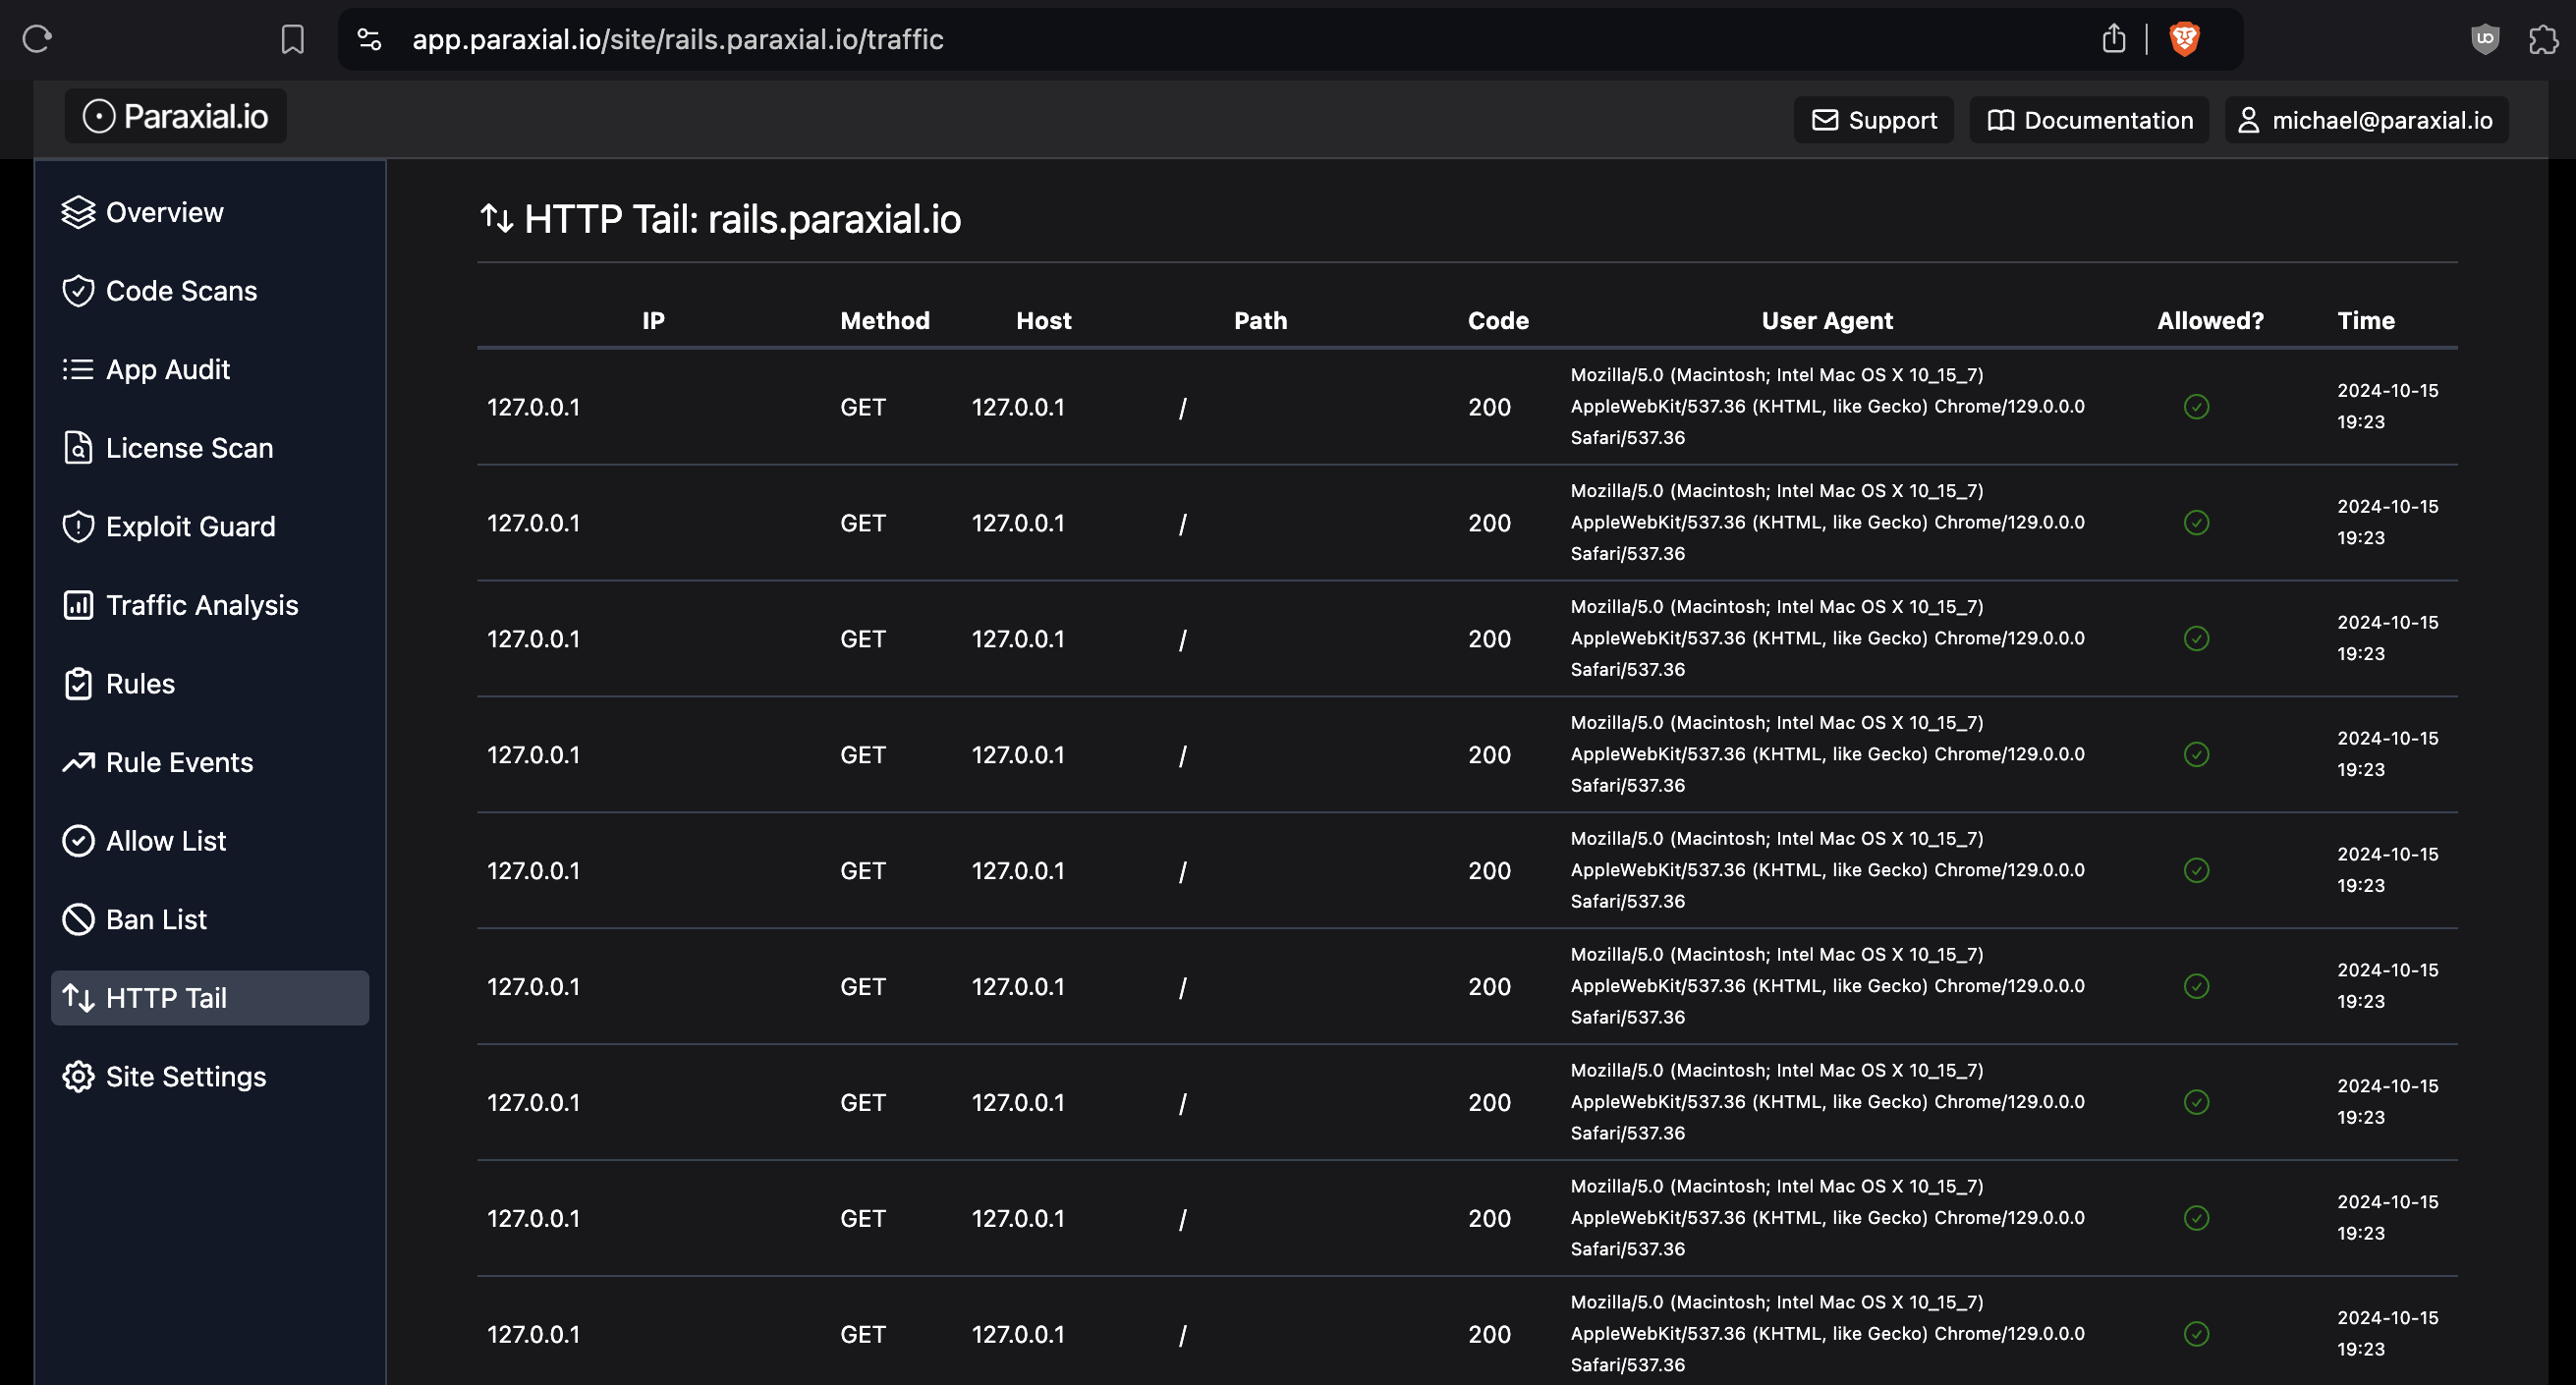 app.paraxial.io/site/rails.paraxial.io/traffic
Paraxial.io
Support
Documentation
michael@paraxial.io
Overview
Code Scans
App Audit
License Scan
Exploit Guard
Traffic Analysis
Rules
Rule Events
Allow List
Ban List
HTTP Tail
Site Settings
HTTP Tail: rails.paraxial.io
IP Method Host Path Code User Agent Allowed? Time
127.0.0.1 GET 127.0.0.1 / 200
Mozilla/5.0 (Macintosh; Intel Mac OS X 10_15_7)
AppleWebKit/537.36 (KHTML, like Gecko) Chrome/129.0.0.0
Safari/537.36
2024-10-15
19:23
127.0.0.1 GET 127.0.0.1 / 200
Mozilla/5.0 (Macintosh; Intel Mac OS X 10_15_7)
AppleWebKit/537.36 (KHTML, like Gecko) Chrome/129.0.0.0
Safari/537.36
2024-10-15
19:23
127.0.0.1 GET 127.0.0.1 / 200
Mozilla/5.0 (Macintosh; Intel Mac OS X 10_15_7)
AppleWebKit/537.36 (KHTML, like Gecko) Chrome/129.0.0.0
Safari/537.36
2024-10-15
19:23
127.0.0.1 GET 127.0.0.1 / 200
Mozilla/5.0 (Macintosh; Intel Mac OS X 10_15_7)
AppleWebKit/537.36 (KHTML, like Gecko) Chrome/129.0.0.0
Safari/537.36
2024-10-15
19:23
127.0.0.1 GET 127.0.0.1 / 200
Mozilla/5.0 (Macintosh; Intel Mac OS X 10_15_7)
AppleWebKit/537.36 (KHTML, like Gecko) Chrome/129.0.0.0
Safari/537.36
2024-10-15
19:23
127.0.0.1 GET 127.0.0.1 / 200
Mozilla/5.0 (Macintosh; Intel Mac OS X 10_15_7)
AppleWebKit/537.36 (KHTML, like Gecko) Chrome/129.0.0.0
Safari/537.36
2024-10-15
19:23
127.0.0.1 GET 127.0.0.1 / 200
Mozilla/5.0 (Macintosh; Intel Mac OS X 10_15_7)
AppleWebKit/537.36 (KHTML, like Gecko) Chrome/129.0.0.0
Safari/537.36
2024-10-15
19:23
127.0.0.1 GET 127.0.0.1 / 200
Mozilla/5.0 (Macintosh; Intel Mac OS X 10_15_7)
AppleWebKit/537.36 (KHTML, like Gecko) Chrome/129.0.0.0
Safari/537.36
2024-10-15
19:23
127.0.0.1 GET 127.0.0.1 / 200
Mozilla/5.0 (Macintosh; Intel Mac OS X 10_15_7)
AppleWebKit/537.36 (KHTML, like Gecko) Chrome/129.0.0.0
Safari/537.36
2024-10-15
19:23